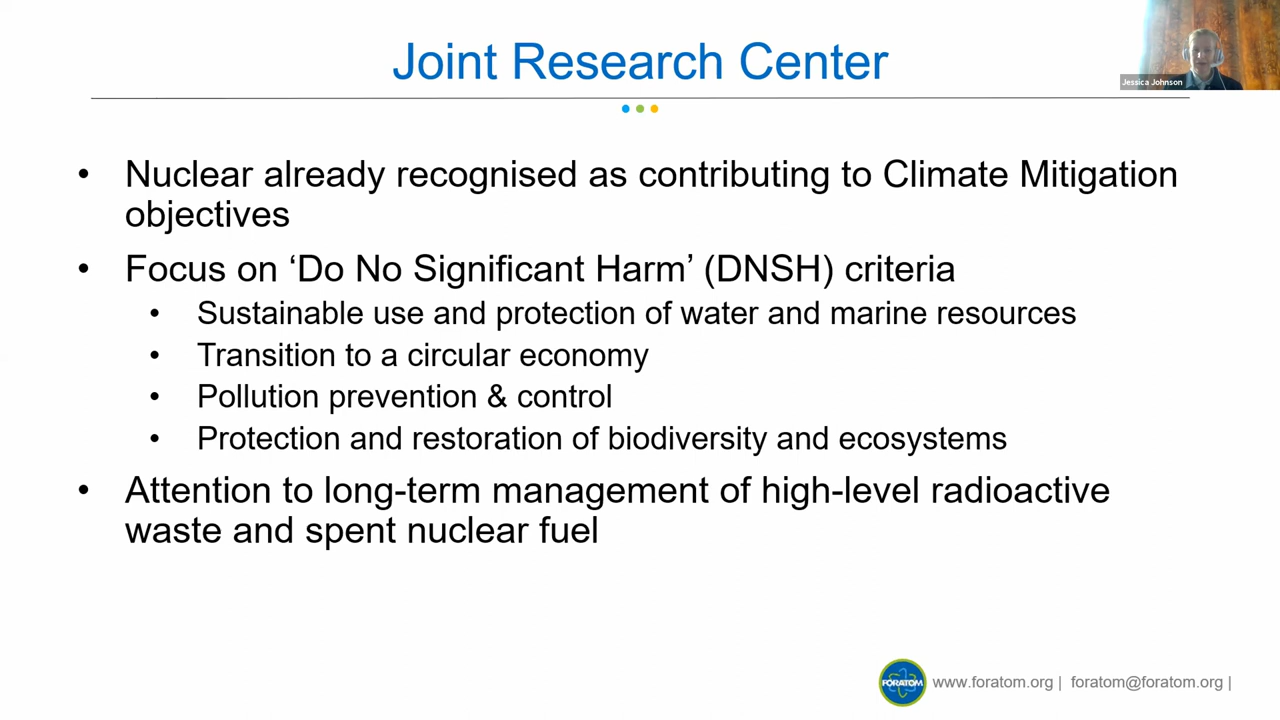 Joint Research Center
Jessica Johnson
• Nuclear already recognised as contributing to Climate Mitigation
objectives
• Focus on ‘Do No Significant Harm’ (DNSH) criteria
• Sustainable use and protection of water and marine resources
• Transition to a circular economy
• Pollution prevention & control
• Protection and restoration of biodiversity and ecosystems
• Attention to long-term management of high-level radioactive
waste and spent nuclear fuel
FORATOM
www.foratom.org | foratom@foratom.org |